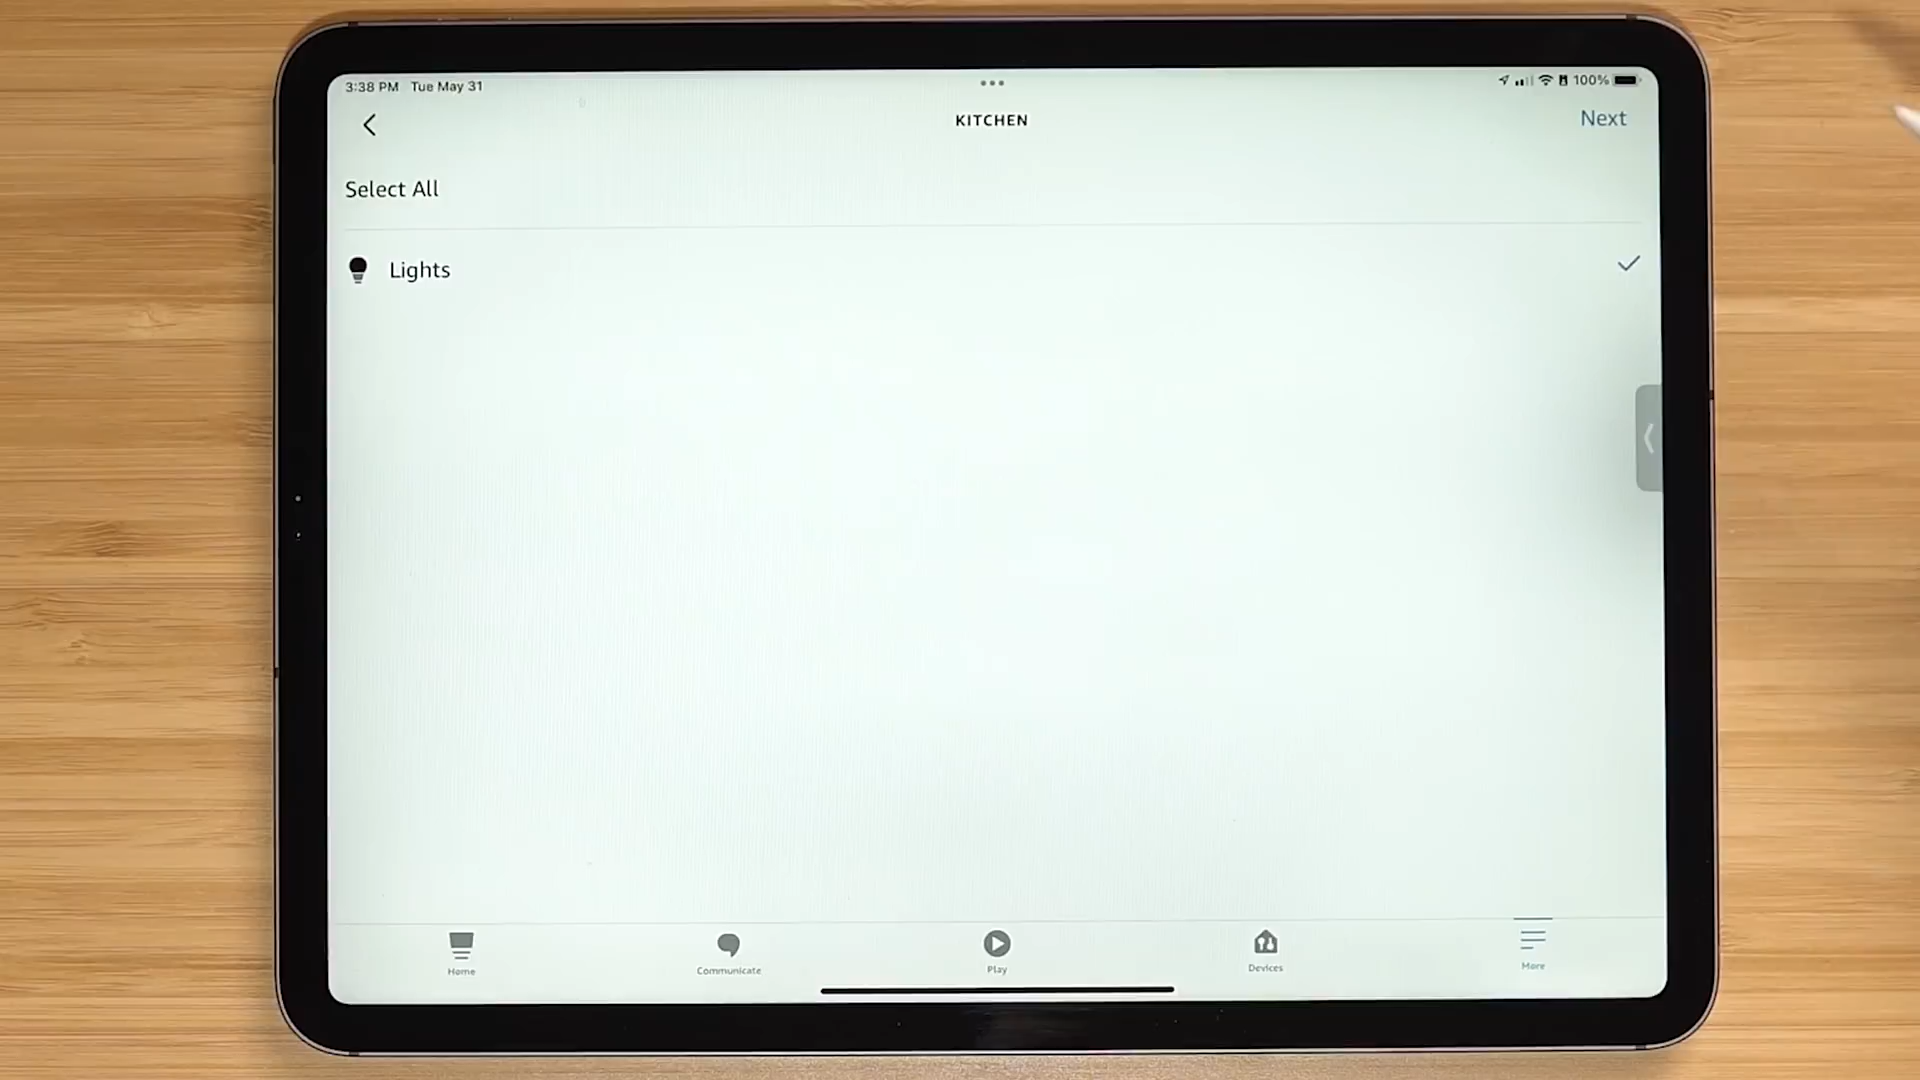 3:38 PM Tue May 31
100%
KITCHEN
Next
Select All
Lights
Home
Communicate
Play
Devices
More